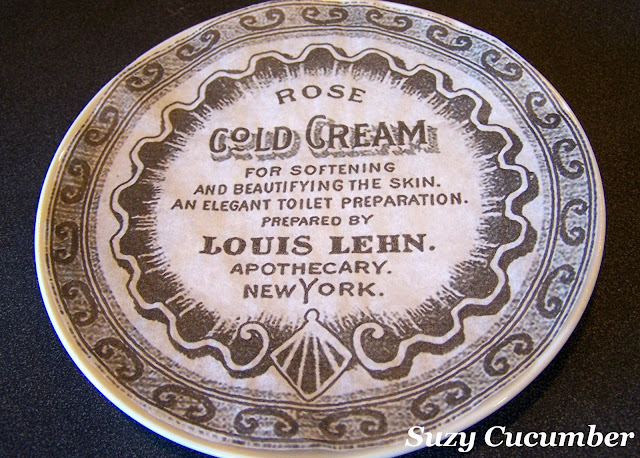 ROSE
COLD CREAM
FOR SOFTENING
AND BEAUTIFYING THE SKIN.
AN ELEGANT TOILET PREPARATION.
PREPARED BY
LOUIS LEHN.
APOTHECARY.
NEW YORK.
Suzy Cucumber